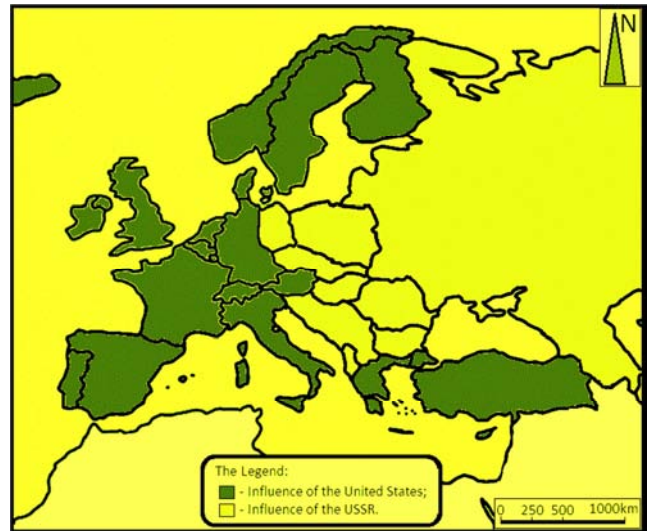 N
The Legend:
- Influence of the United States;
- Influence of the USSR.
0 250 500 1000km